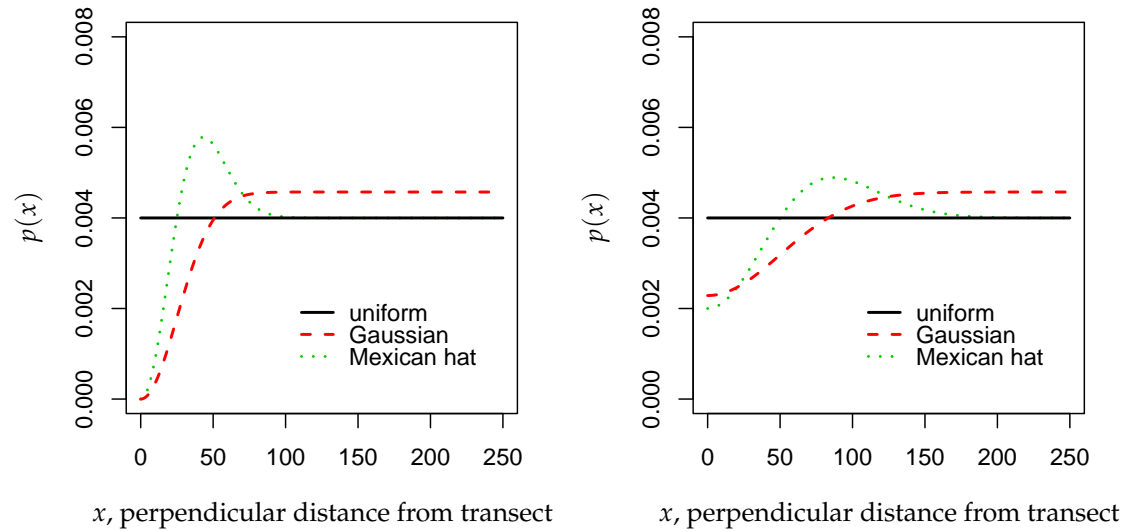 0.008
0.006
0.004
0.002
0.000
p(x)
uniform
Gaussian
Mexican hat
0 50 100 150 200 250
x, perpendicular distance from transect
0.008
0.006
0.004
0.002
0.000
p(x)
uniform
Gaussian
Mexican hat
0 50 100 150 200 250
x, perpendicular distance from transect